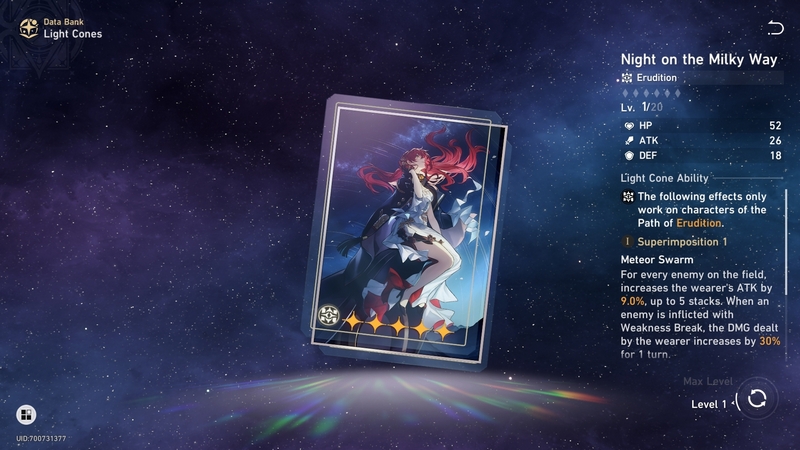 Data Bank
Light Cones
Night on the Milky Way
Erudition
Lv. 1/20
HP 52
ATK 26
DEF 18
Light Cone Ability
The following effects only
work on characters of the
Path of Erudition.
I Superimposition 1
Meteor Swarm
For every enemy on the field,
increases the wearer's ATK by
9.0%, up to 5 stacks. When an
enemy is inflicted with
Weakness Break, the DMG dealt
by the wearer increases by 30%
for 1 turn.
Max Level
Level 1
UID:700731377